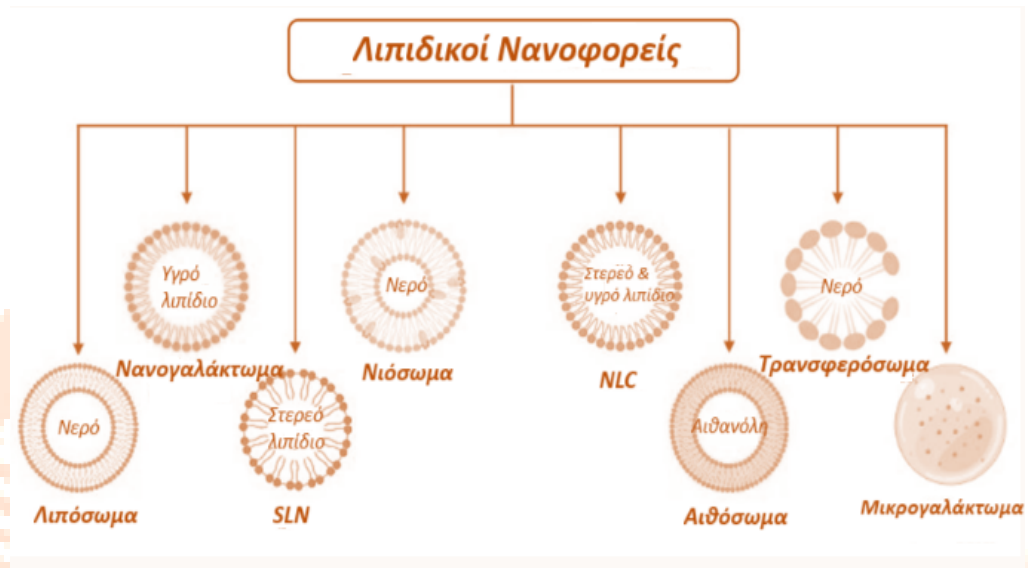 Λιπιδικοί Νανοφορείς
Υγρό
λιπίδιο
Νερό
Στερεό &
υγρό λιπίδιο
Νερό
Νανογαλάκτωμα
Νιόσωμα
NLC
Τρανσφερόσωμα
Νερό
Στερεό
λιπίδιο
Αιθανόλη
Λιπόσωμα
SLN
Αιθόσωμα
Μικρογαλάκτωμα